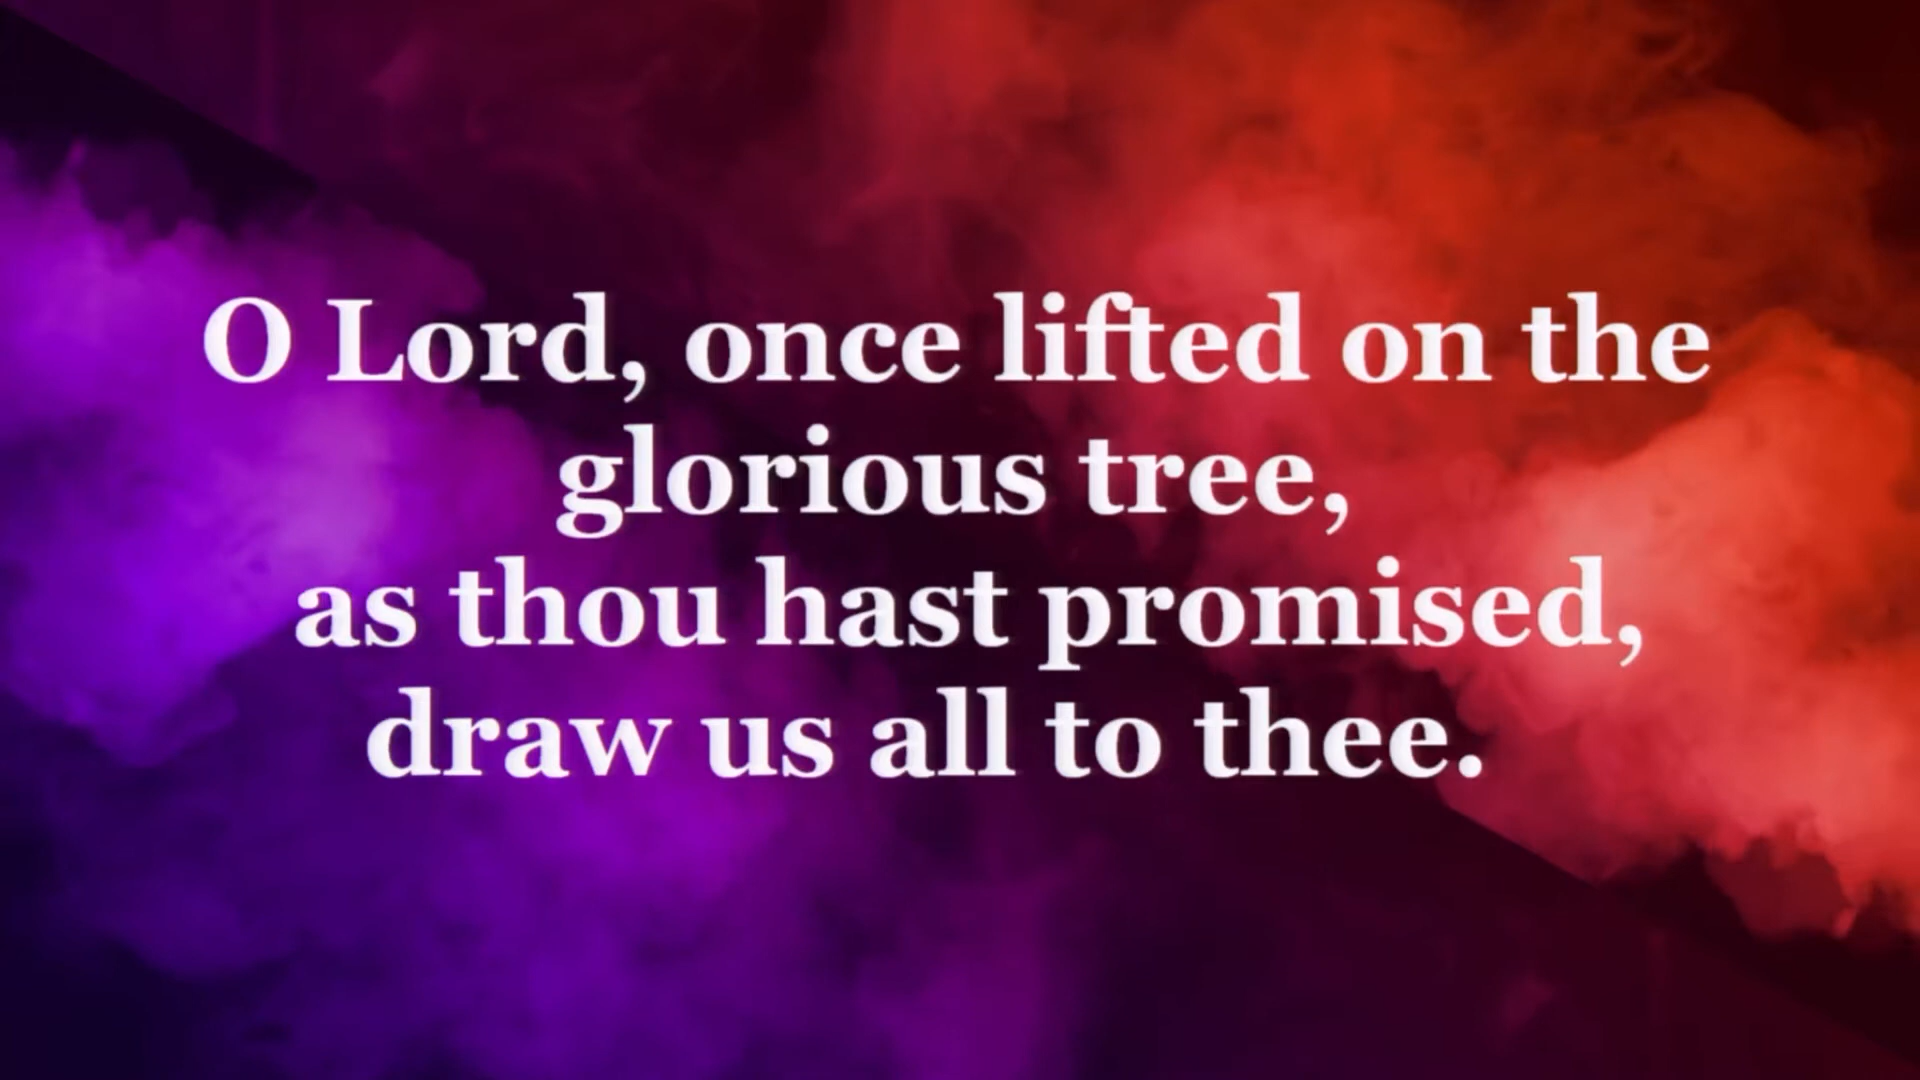 O Lord, once lifted on the
glorious tree,
as thou hast promised,
draw us all to thee.